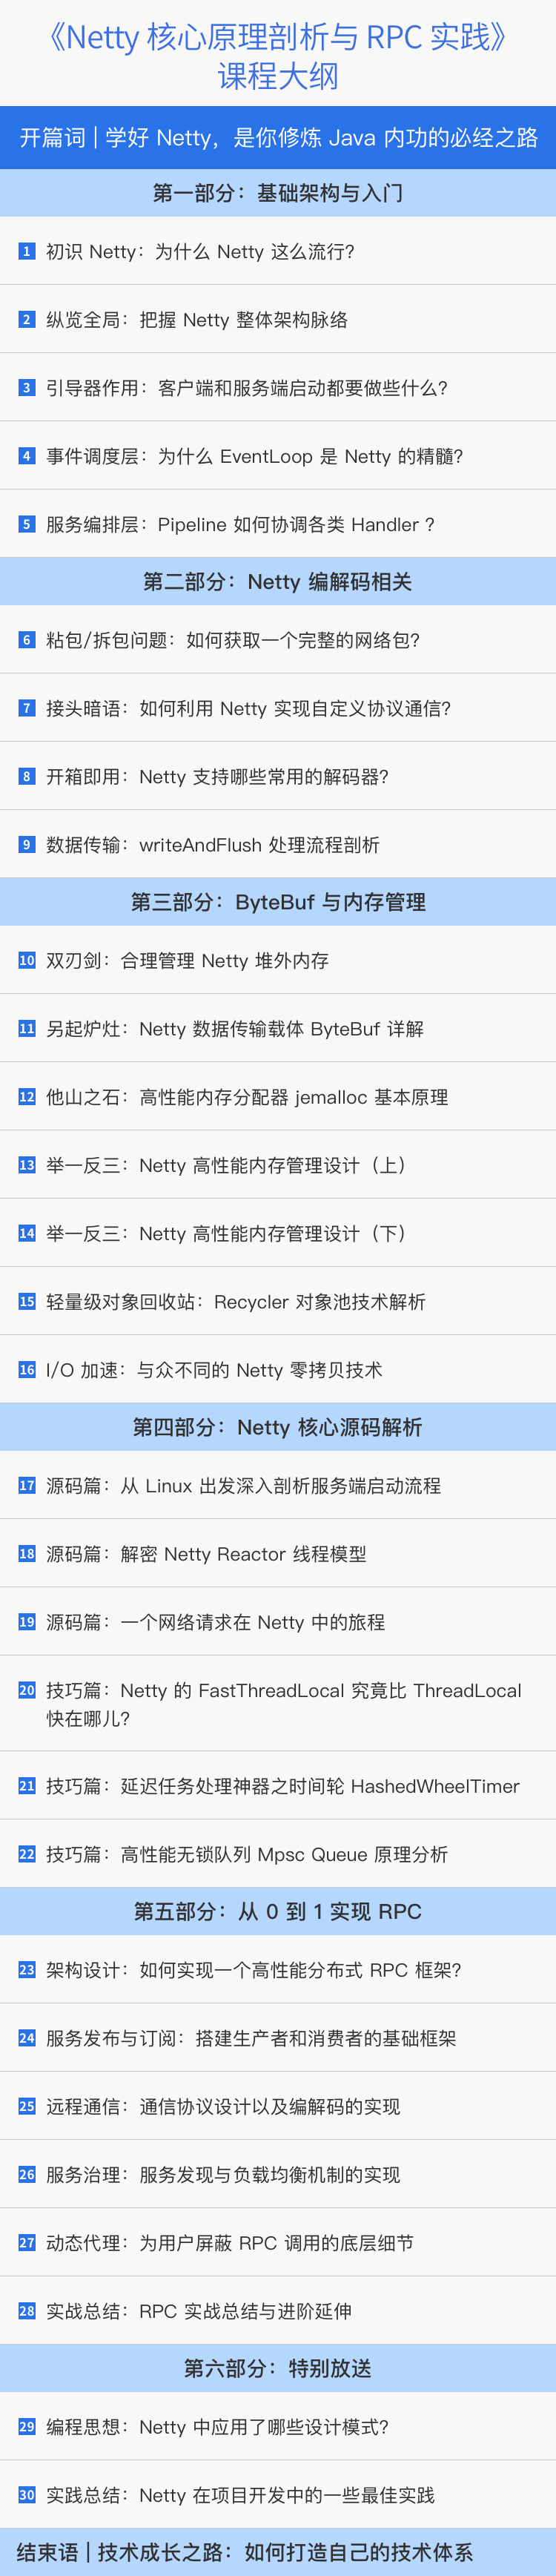 《Netty 核心原理剖析与 RPC 实践》
课程大纲
开篇词 | 学好 Netty，是你修炼 Java 内功的必经之路
第一部分：基础架构与入门
1 初识 Netty：为什么 Netty 这么流行?
2 纵览全局：把握 Netty 整体架构脉络
3 引导器作用：客户端和服务端启动都要做些什么?
4 事件调度层：为什么 EventLoop 是 Netty 的精髓?
5 服务编排层：Pipeline 如何协调各类 Handler ?
第二部分：Netty 编解码相关
6 粘包/拆包问题：如何获取一个完整的网络包?
7 接头暗语：如何利用 Netty 实现自定义协议通信?
8 开箱即用：Netty 支持哪些常用的解码器?
9 数据传输：writeAndFlush 处理流程剖析
第三部分：ByteBuf 与内存管理
10 双刃剑：合理管理 Netty 堆外内存
11 另起炉灶：Netty 数据传输载体 ByteBuf 详解
12 他山之石：高性能内存分配器 jemalloc 基本原理
13 举一反三：Netty 高性能内存管理设计（上）
14 举一反三：Netty 高性能内存管理设计（下）
15 轻量级对象回收站：Recycler 对象池技术解析
16 I/O 加速：与众不同的 Netty 零拷贝技术
第四部分：Netty 核心源码解析
17 源码篇：从 Linux 出发深入剖析服务端启动流程
18 源码篇：解密 Netty Reactor 线程模型
19 源码篇：一个网络请求在 Netty 中的旅程
20 技巧篇：Netty 的 FastThreadLocal 究竟比 ThreadLocal
快在哪儿?
21 技巧篇：延迟任务处理神器之时间轮 HashedWheelTimer
22 技巧篇：高性能无锁队列 Mpsc Queue 原理分析
第五部分：从 0 到 1 实现 RPC
23 架构设计：如何实现一个高性能分布式 RPC 框架?
24 服务发布与订阅：搭建生产者和消费者的基础框架
25 远程通信：通信协议设计以及编解码的实现
26 服务治理：服务发现与负载均衡机制的实现
27 动态代理：为用户屏蔽 RPC 调用的底层细节
28 实战总结：RPC 实战总结与进阶延伸
第六部分：特别放送
29 编程思想：Netty 中应用了哪些设计模式?
30 实践总结：Netty 在项目开发中的一些最佳实践
结束语 | 技术成长之路：如何打造自己的技术体系